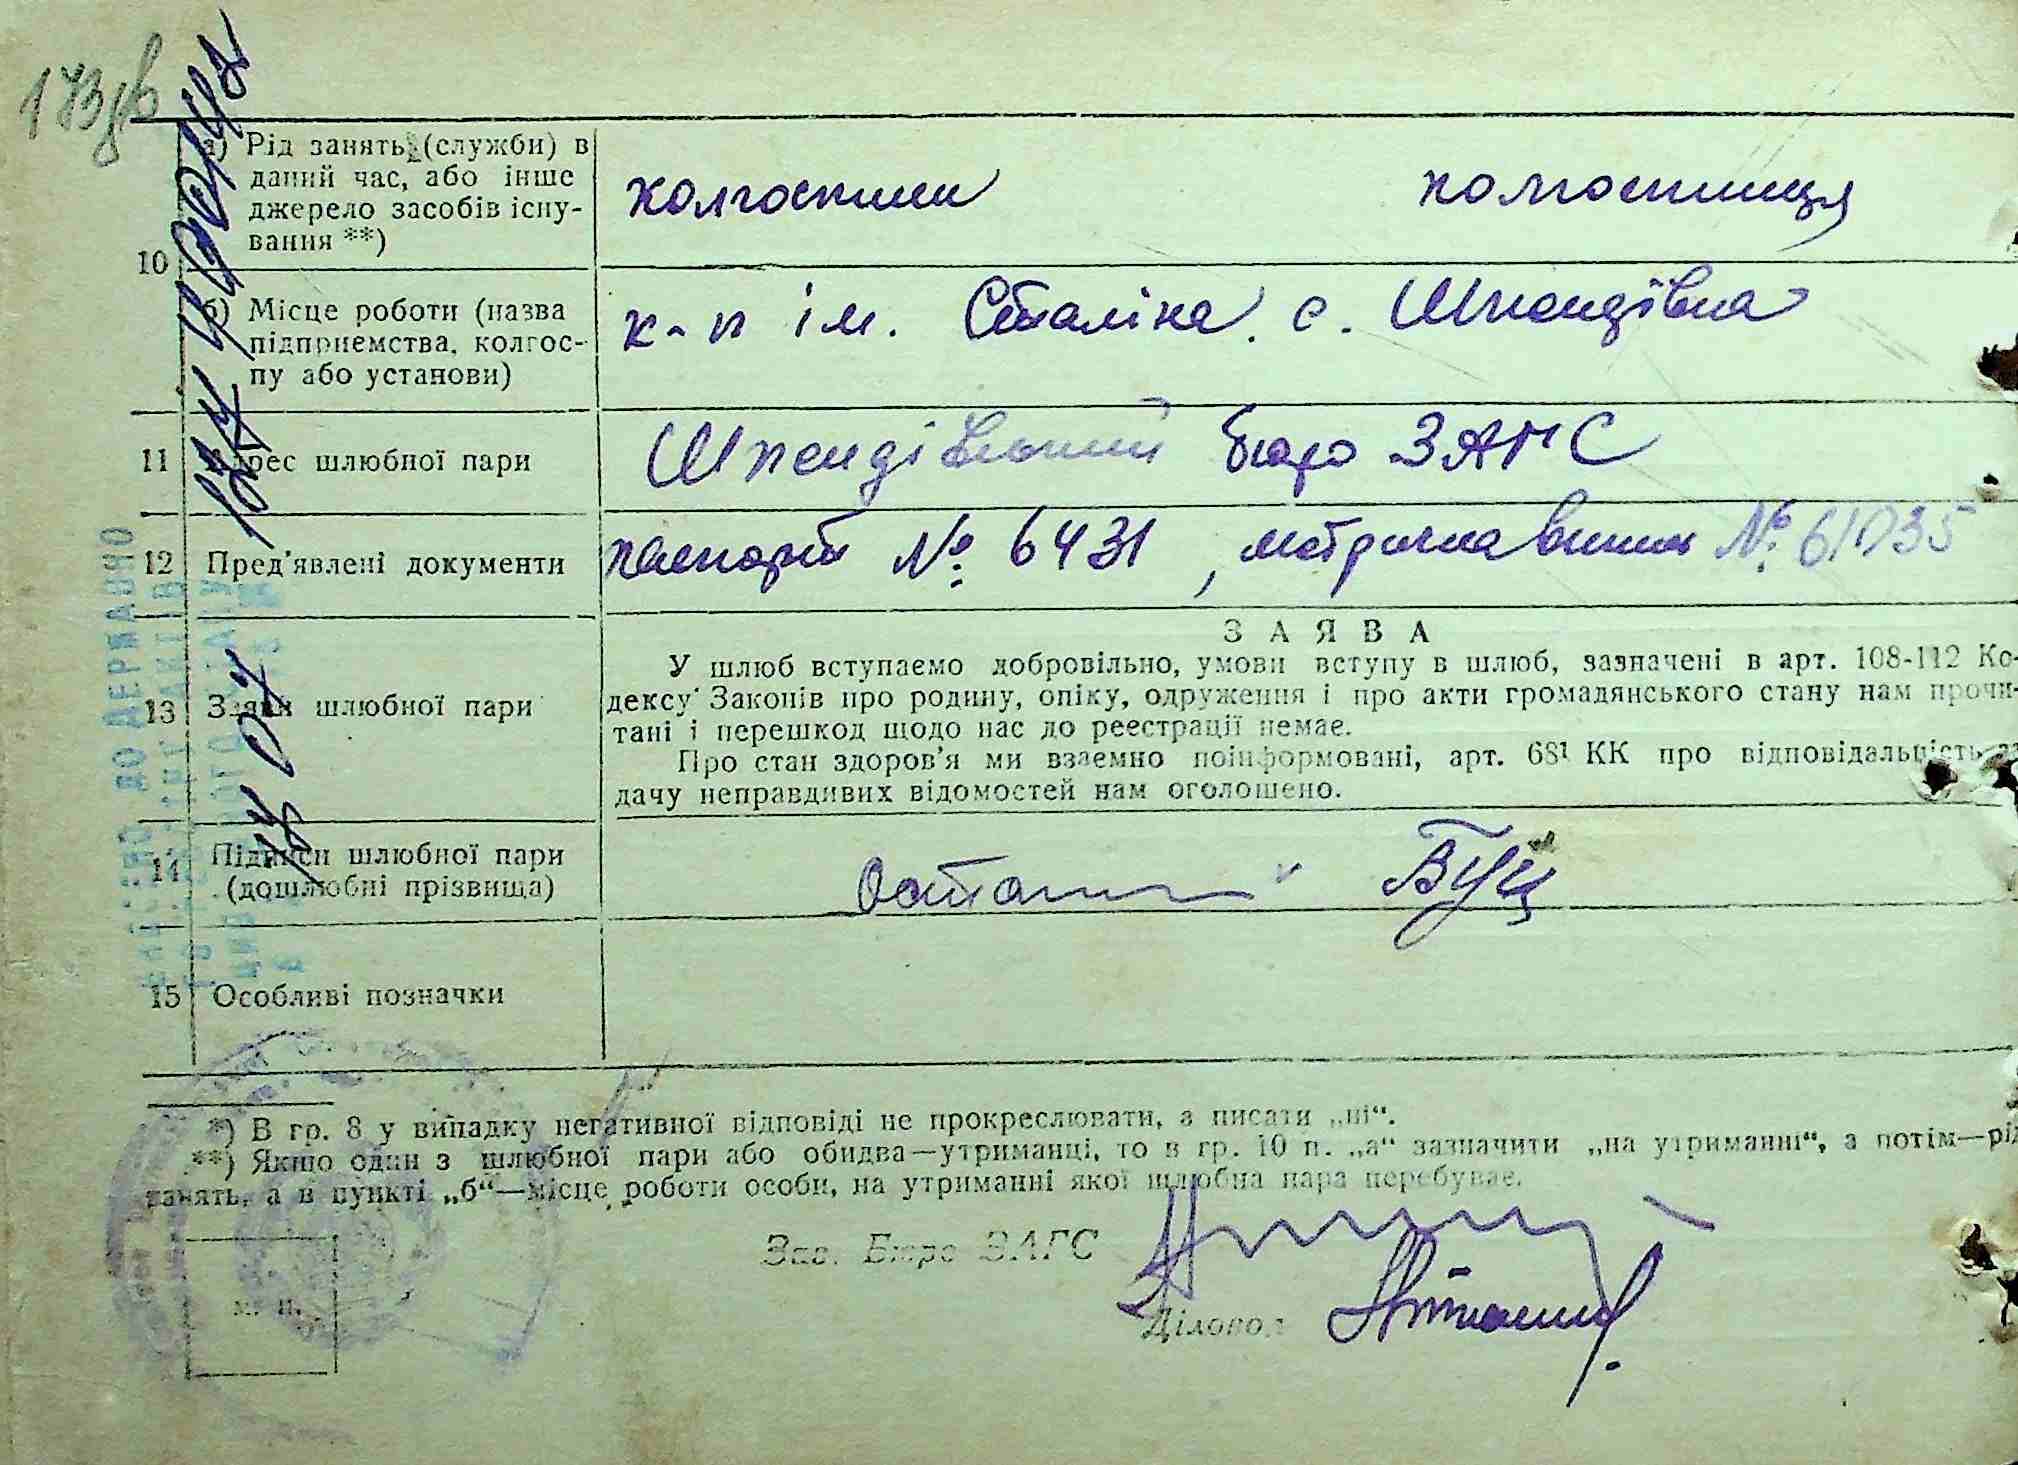 173 зв
10
а) Рід занять (служби) в
даний час, або інше
джерело засобів існу-
вання **)
колгоспник колгоспниця
б) Місце роботи (назва
підприємства, колгос-
пу або установи)
к-п ім. Сталіна с. Шпендівка
11 Адрес шлюбної пари
Шпендівський бюро ЗАГС
12 Пред'явлені документи
паспорт № 6431, метрична виписк №
13 Заяви шлюбної пари
ЗАЯВА
У шлюб вступаємо добровільно, умови вступу в шлюб, зазначені в арт. 108-112 Ко-
дексу Законів про родину, опіку, одруження і про акти громадянського стану нам прочи-
тані і перешкод щодо нас до реєстрації немає.
Про стан здоров'я ми взаємно поінформовані, арт. 68¹ КК про відповідальність за
дачу неправдивих відомостей нам оголошено.
14 Підписи шлюбної пари
(дошлюбні прізвища)
Буц
15 Особливі позначки
*) В гр. 8 у випадку негативної відповіді не прокреслювати, а писати „ні“.
**) Якщо один з шлюбної пари або обидва—утриманці, то в гр. 10 п. „а“ зазначити „на утриманні“, а потім—рід
занять, а в пункті „б“—місце роботи особи, на утриманні якої шлюбна пара перебуває.
Зав. Бюро ЗАГС
м. п.
Діловод